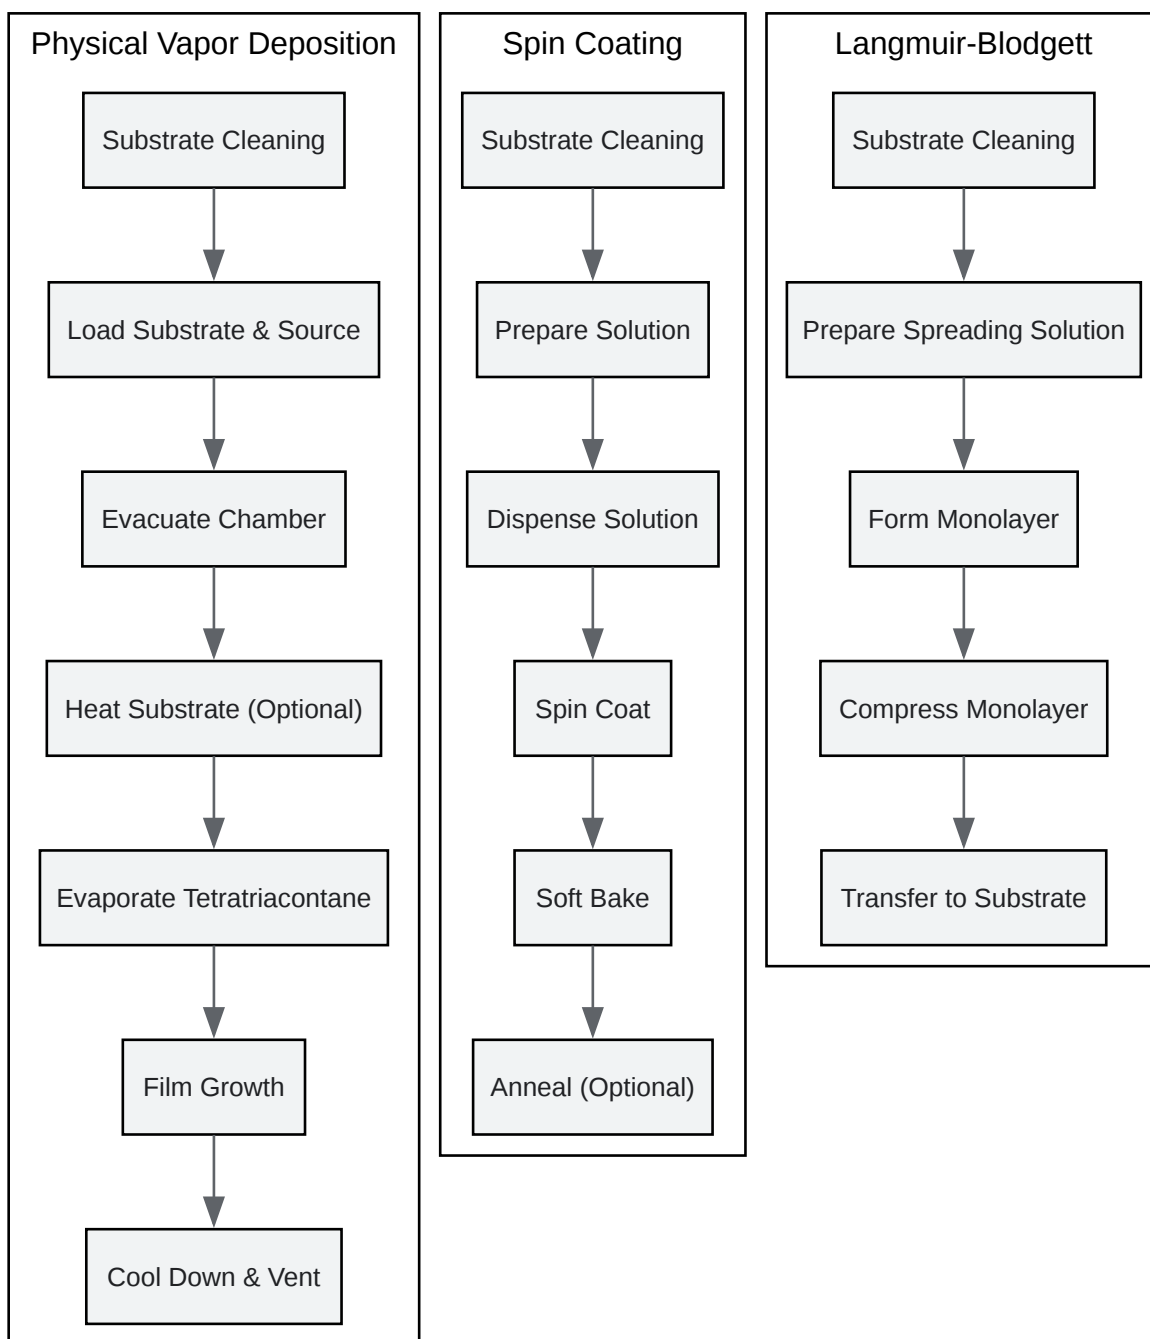 Physical Vapor Deposition
Substrate Cleaning
Load Substrate & Source
Evacuate Chamber
Heat Substrate (Optional)
Evaporate Tetratriacontane
Film Growth
Cool Down & Vent
Spin Coating
Substrate Cleaning
Prepare Solution
Dispense Solution
Spin Coat
Soft Bake
Anneal (Optional)
Langmuir-Blodgett
Substrate Cleaning
Prepare Spreading Solution
Form Monolayer
Compress Monolayer
Transfer to Substrate